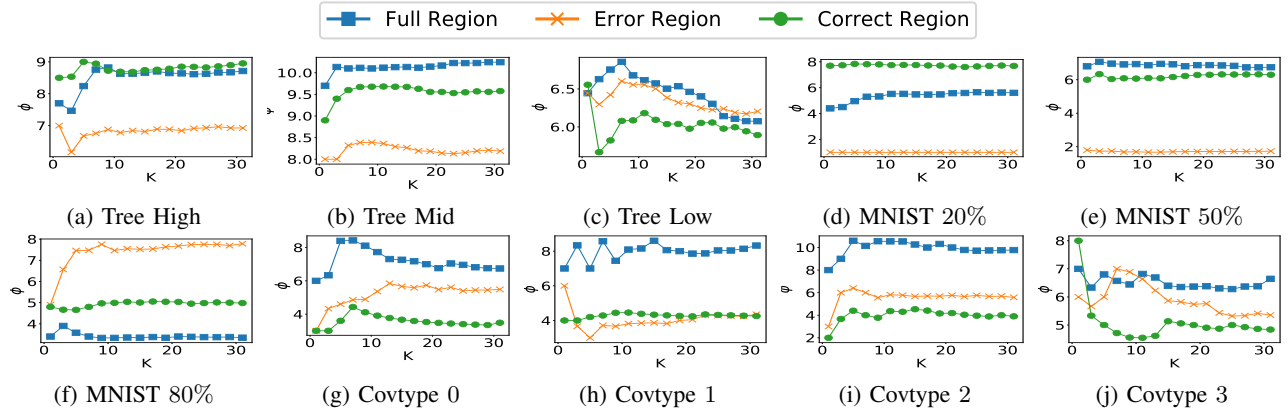 Full Region Error Region Correct Region
9
8
7
ϕ
0 10 20 30
K
(a) Tree High
10.0
9.5
9.0
8.5
8.0
0 10 20 30
K
(b) Tree Mid
6.5
6.0
ϕ
0 10 20 30
K
(c) Tree Low
8
6
4
2
ϕ
0 10 20 30
K
(d) MNIST 20%
6
4
2
ϕ
0 10 20 30
K
(e) MNIST 50%
8
7
6
5
4
ϕ
0 10 20 30
K
(f) MNIST 80%
8
6
4
ϕ
0 10 20 30
K
(g) Covtype 0
8
6
4
ϕ
0 10 20 30
K
(h) Covtype 1
10
8
6
4
2
0 10 20 30
K
(i) Covtype 2
8
7
6
5
ϕ
0 10 20 30
K
(j) Covtype 3